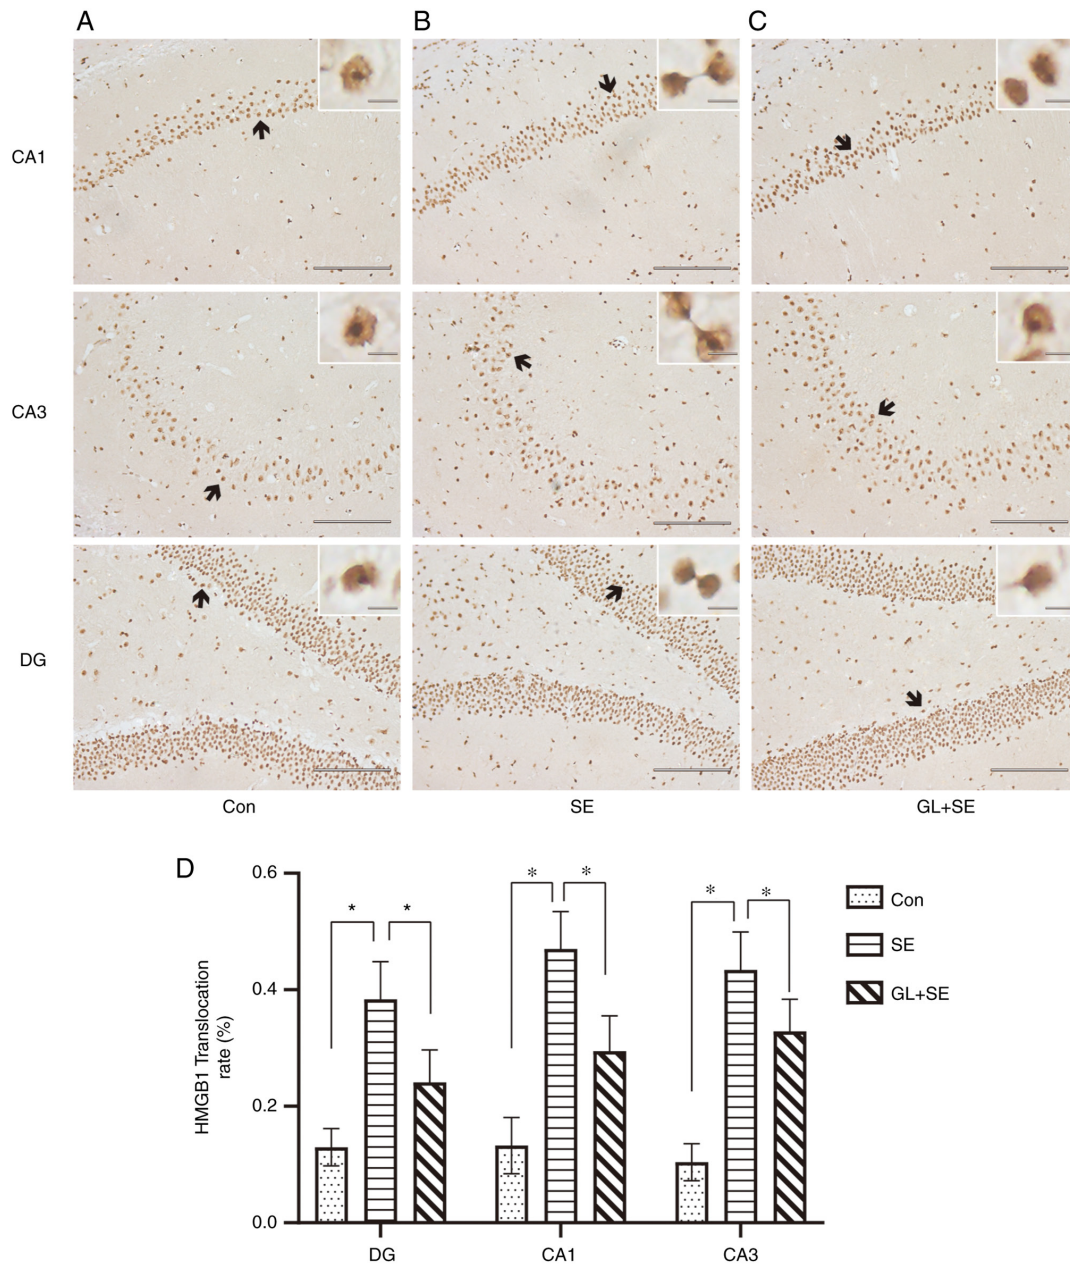 A B C
CA1
CA3
DG
Con SE GL+SE
D
0.6
* * * * * *
0.4
0.2
0.0
HMGB1 Translocation
rate (%)
DG CA1 CA3
Con
SE
GL+SE